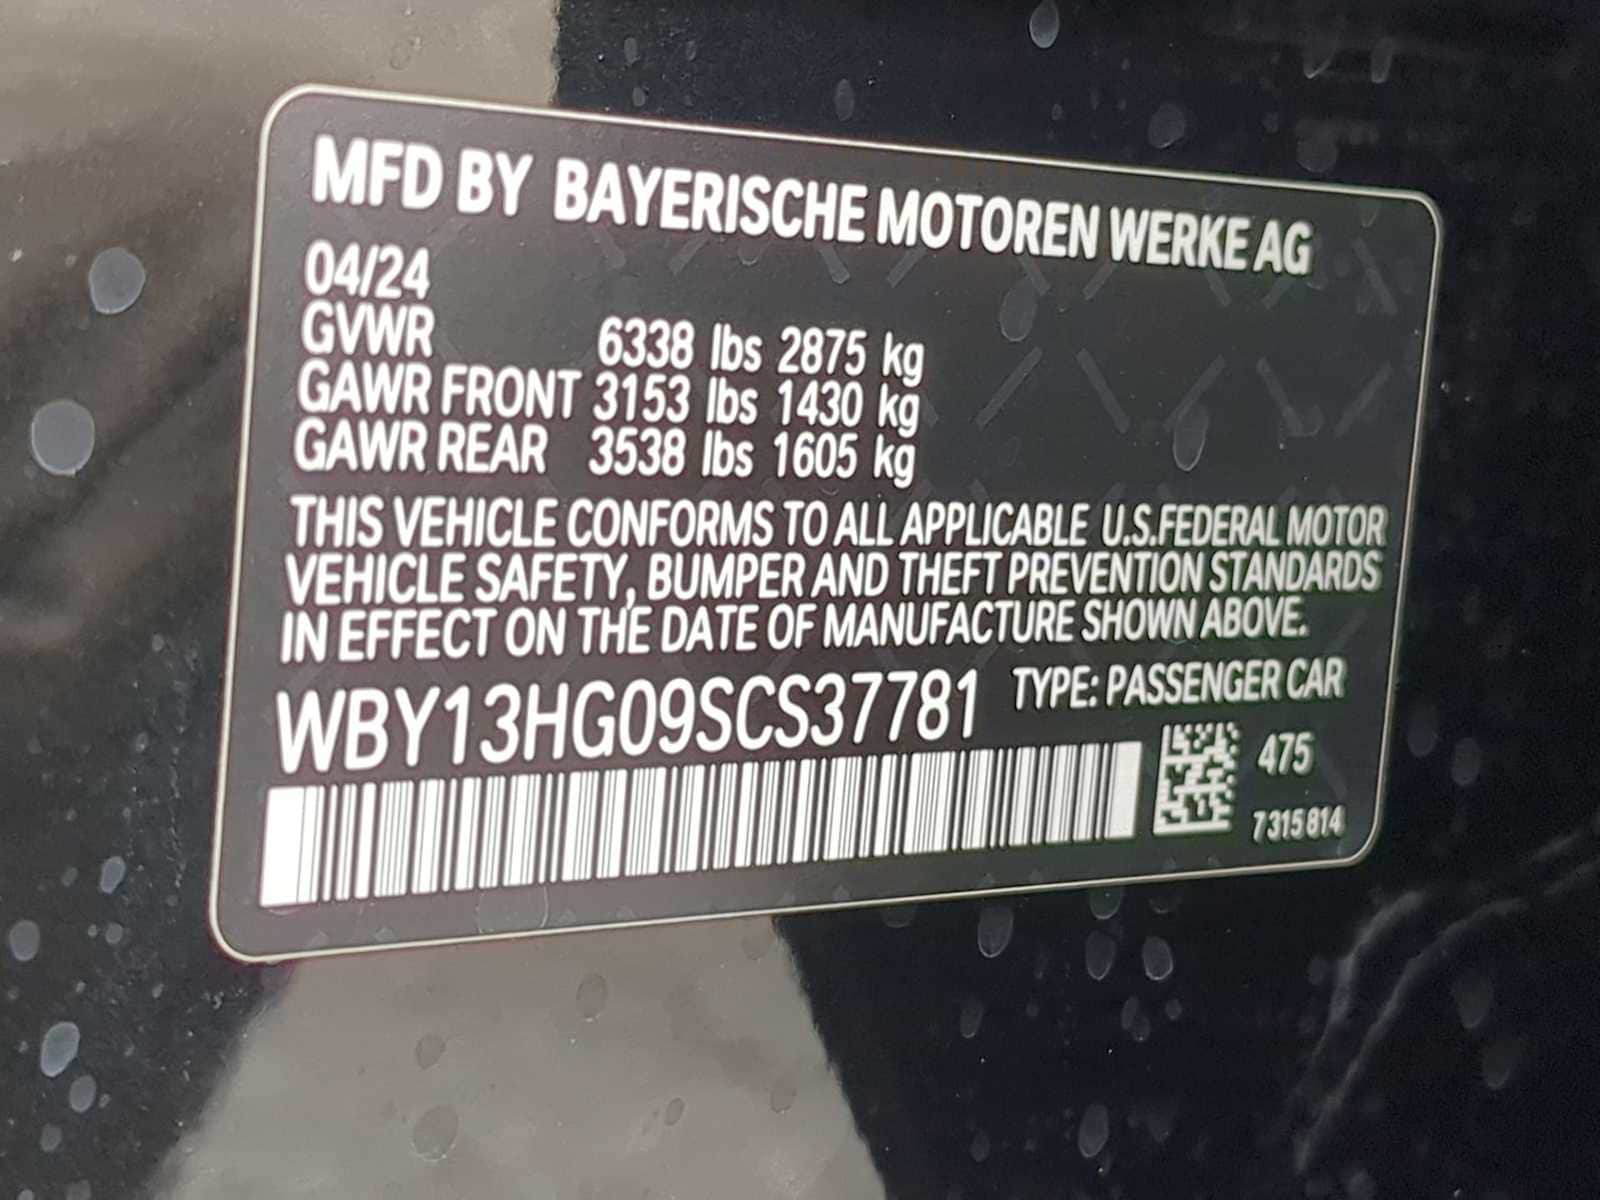 MFD BY BAYERISCHE MOTOREN WERKE AG
04/24
GVWR 6338 lbs 2875 kg
GAWR FRONT 3153 lbs 1430 kg
GAWR REAR 3538 lbs 1605 kg
THIS VEHICLE CONFORMS TO ALL APPLICABLE U.S.FEDERAL MOTOR
VEHICLE SAFETY, BUMPER AND THEFT PREVENTION STANDARDS
IN EFFECT ON THE DATE OF MANUFACTURE SHOWN ABOVE.
WBY13HG09SCS37781 TYPE: PASSENGER CAR
475
7315814